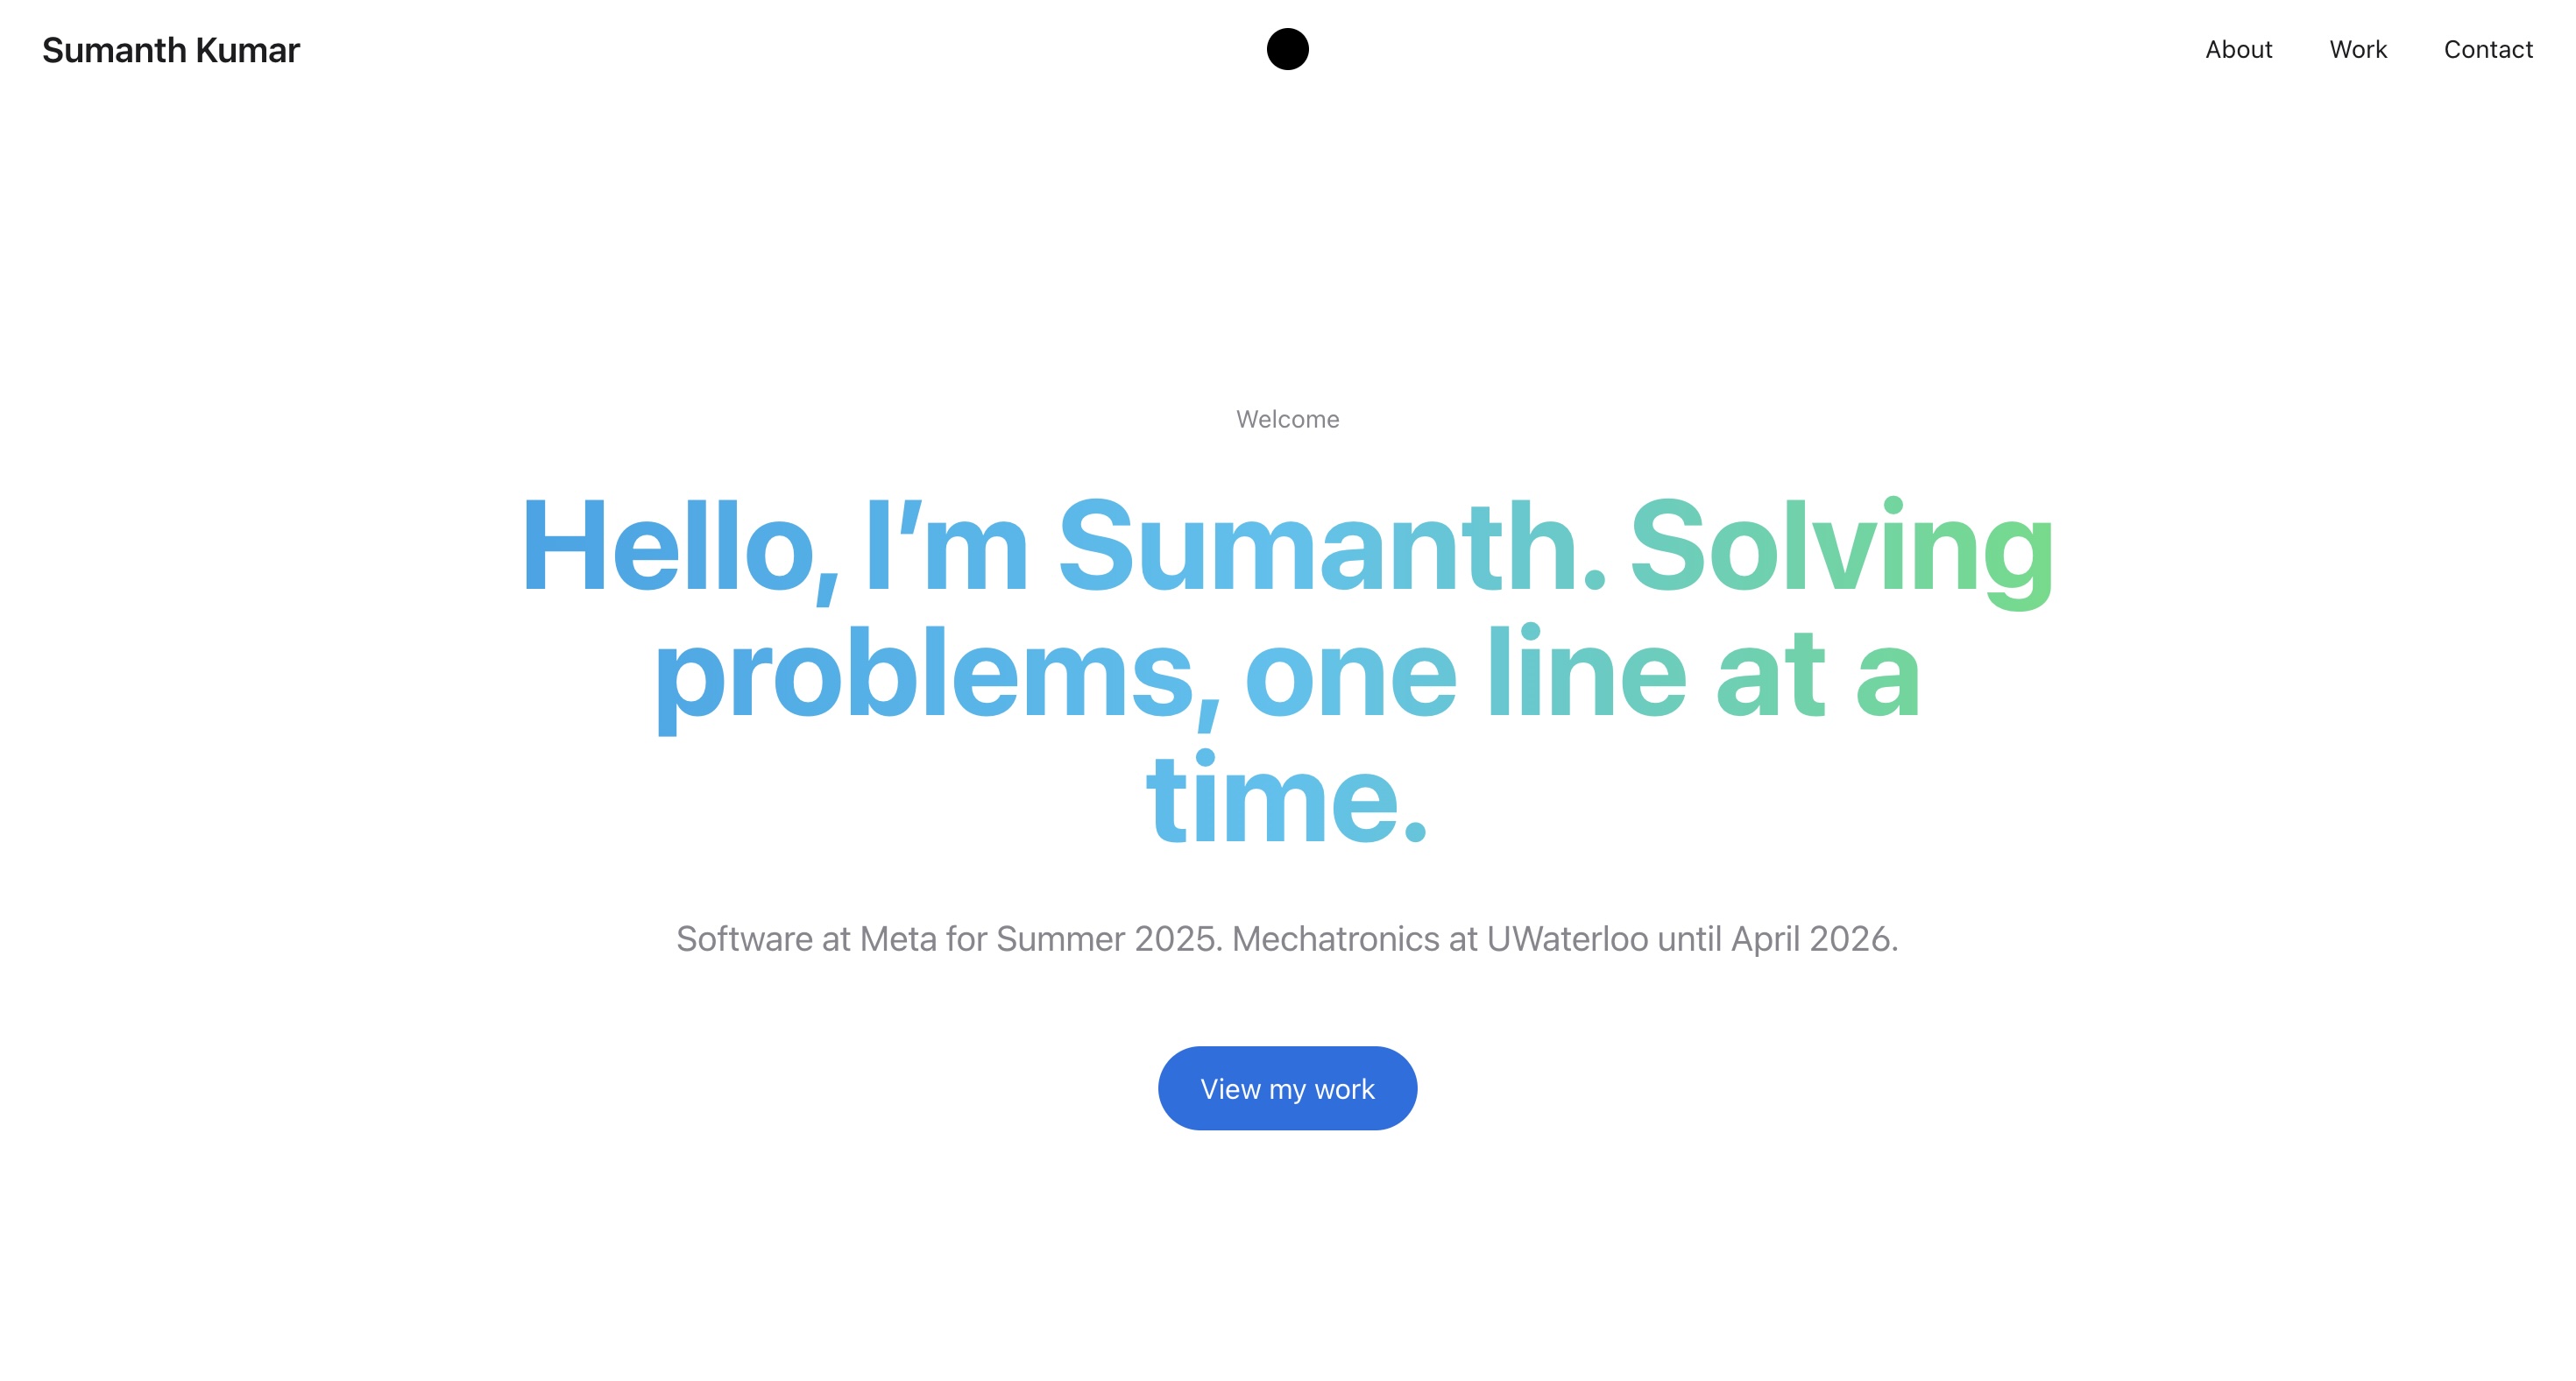 Sumanth Kumar
About
Work
Contact
Welcome
Hello, I’m Sumanth. Solving
problems, one line at a
time.
Software at Meta for Summer 2025. Mechatronics at UWaterloo until April 2026.
View my work